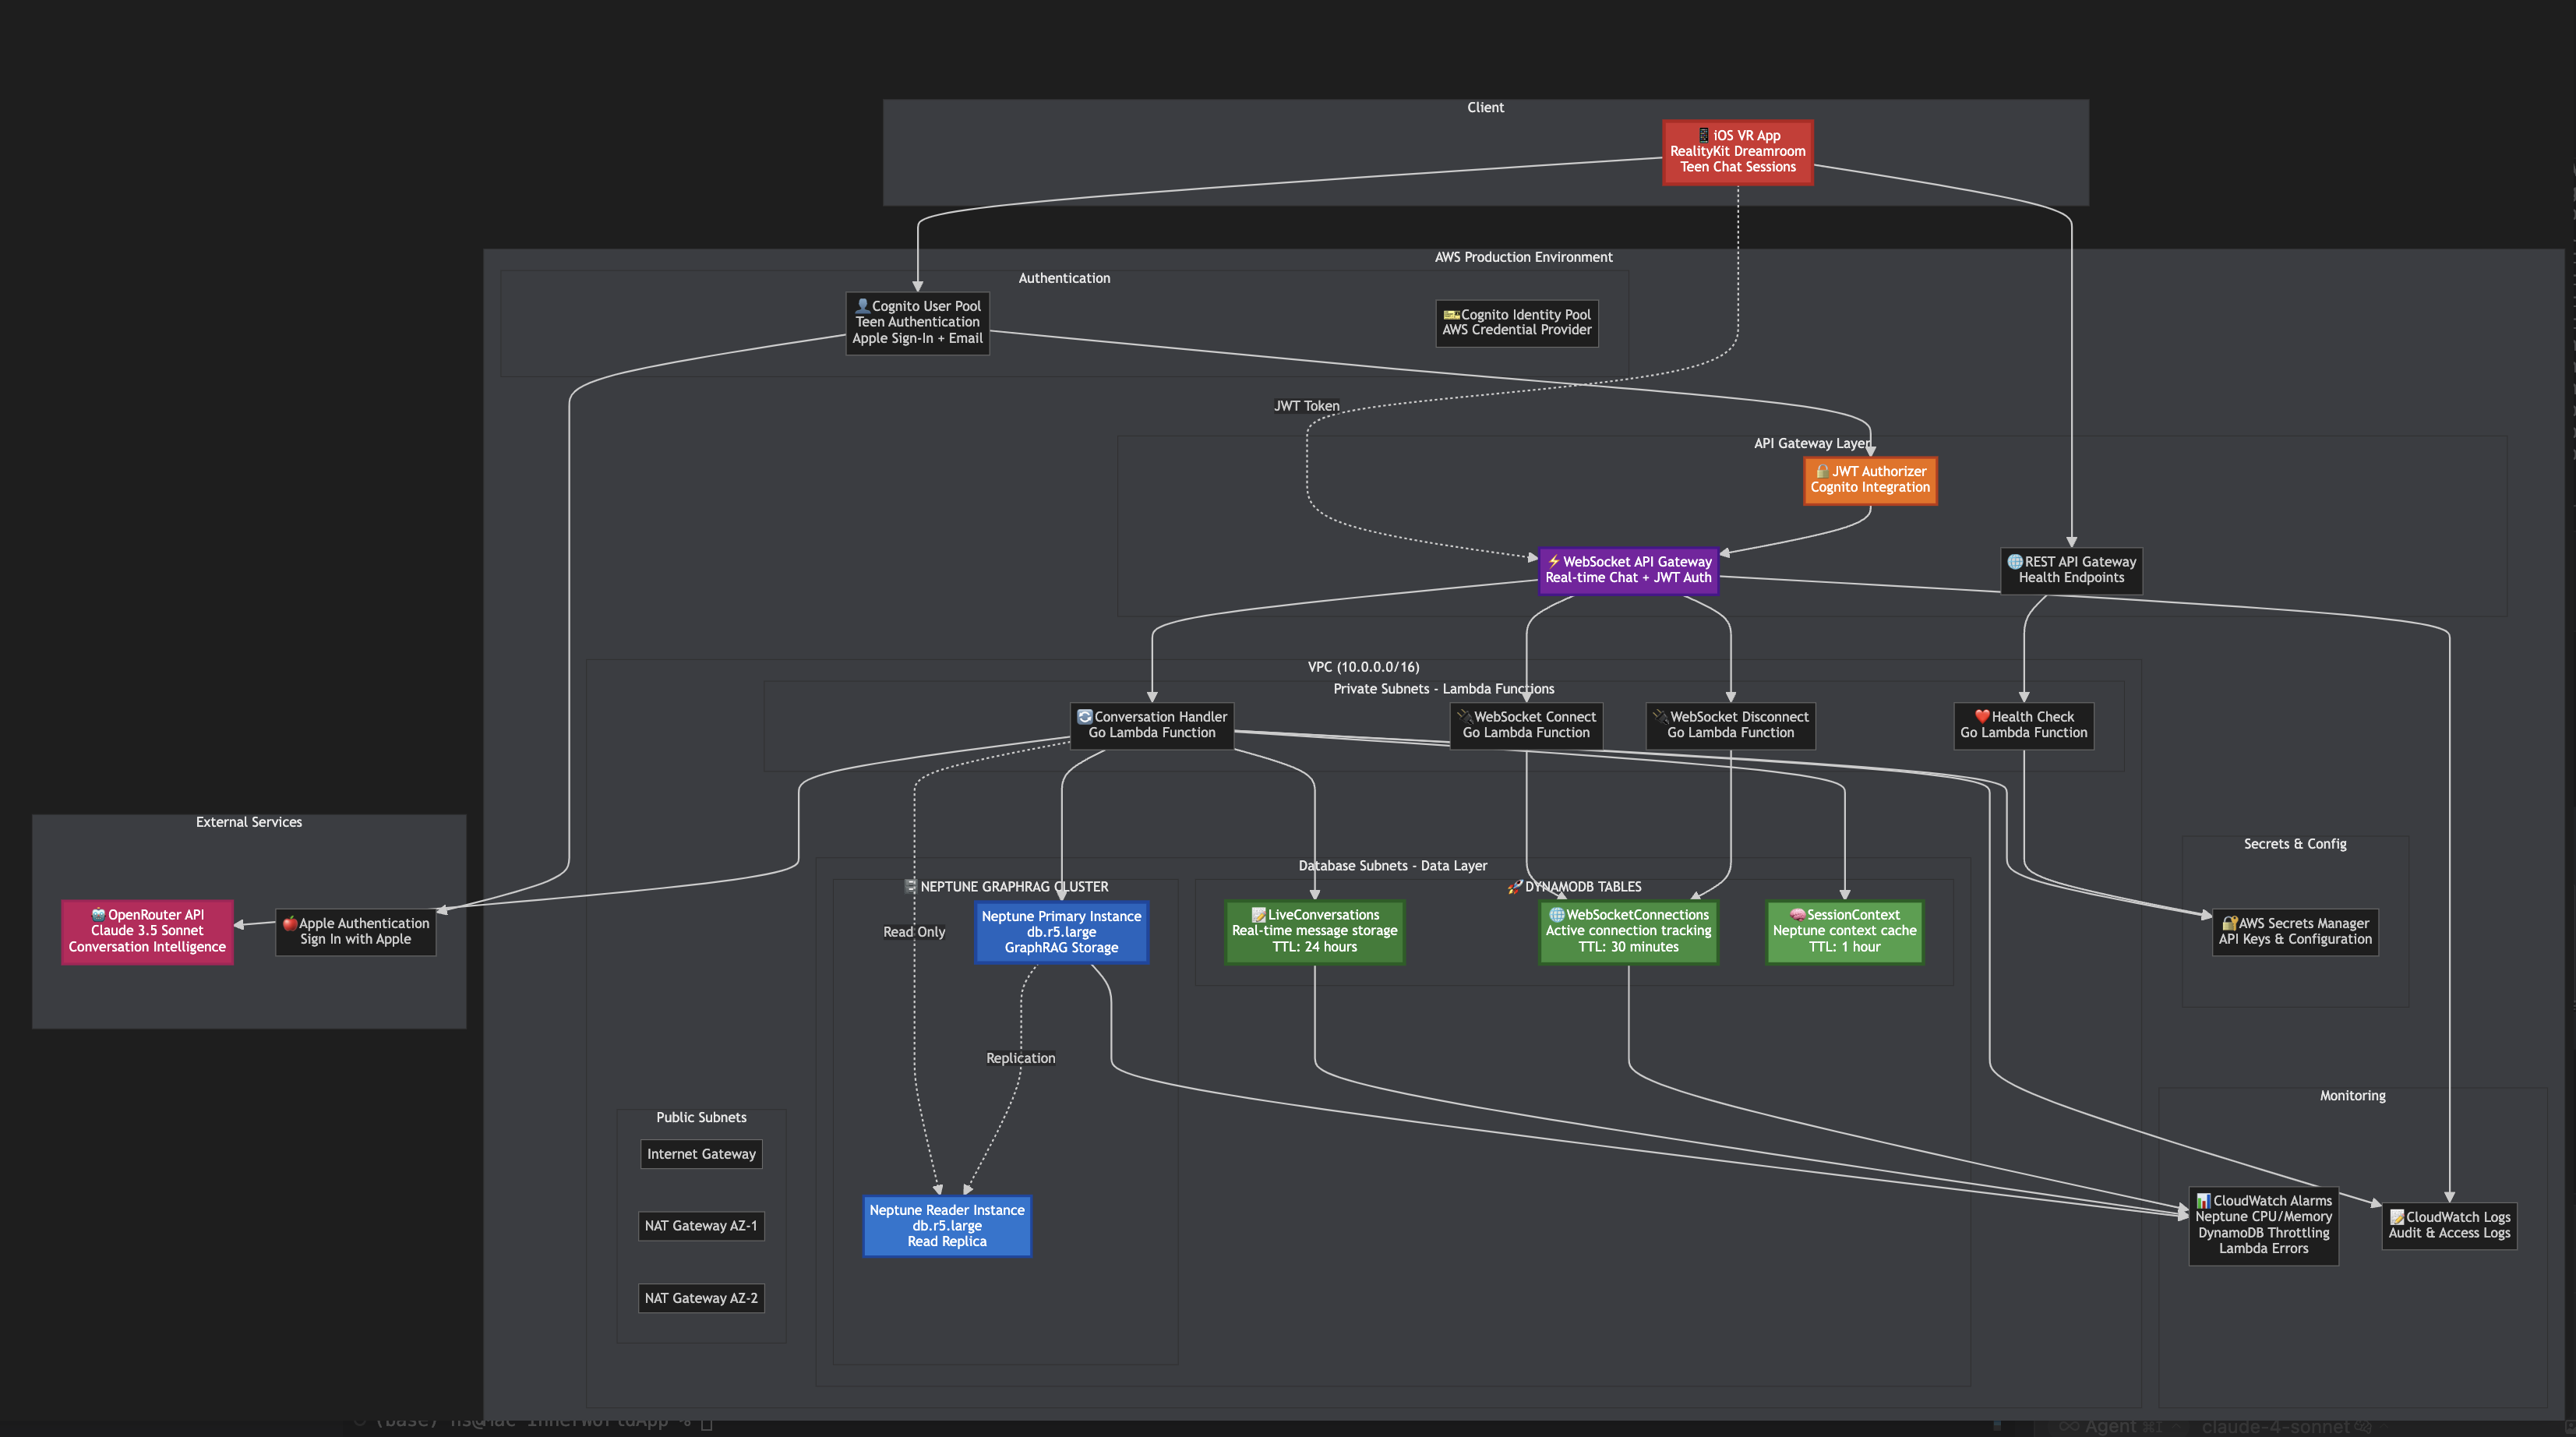 Client
📱 iOS VR App
RealityKit Dreamroom
Teen Chat Sessions
AWS Production Environment
Authentication
👤Cognito User Pool
Teen Authentication
Apple Sign-In + Email
🎫Cognito Identity Pool
AWS Credential Provider
JWT Token
API Gateway Layer
🔒JWT Authorizer
Cognito Integration
⚡WebSocket API Gateway
Real-time Chat + JWT Auth
🌐REST API Gateway
Health Endpoints
VPC (10.0.0.0/16)
Private Subnets - Lambda Functions
🔄Conversation Handler
Go Lambda Function
🔌WebSocket Connect
Go Lambda Function
🔌WebSocket Disconnect
Go Lambda Function
❤️Health Check
Go Lambda Function
External Services
🤖OpenRouter API
Claude 3.5 Sonnet
Conversation Intelligence
🍎Apple Authentication
Sign In with Apple
Database Subnets - Data Layer
🗄️NEPTUNE GRAPHRAG CLUSTER
Read Only
Neptune Primary Instance
db.r5.large
GraphRAG Storage
Replication
Neptune Reader Instance
db.r5.large
Read Replica
🚀DYNAMODB TABLES
📝LiveConversations
Real-time message storage
TTL: 24 hours
🌐WebSocketConnections
Active connection tracking
TTL: 30 minutes
🧠SessionContext
Neptune context cache
TTL: 1 hour
Secrets & Config
🔐AWS Secrets Manager
API Keys & Configuration
Public Subnets
Internet Gateway
NAT Gateway AZ-1
NAT Gateway AZ-2
Monitoring
📊CloudWatch Alarms
Neptune CPU/Memory
DynamoDB Throttling
Lambda Errors
📝CloudWatch Logs
Audit & Access Logs
(base)
Agent ⌘I
claude-4-sonnet